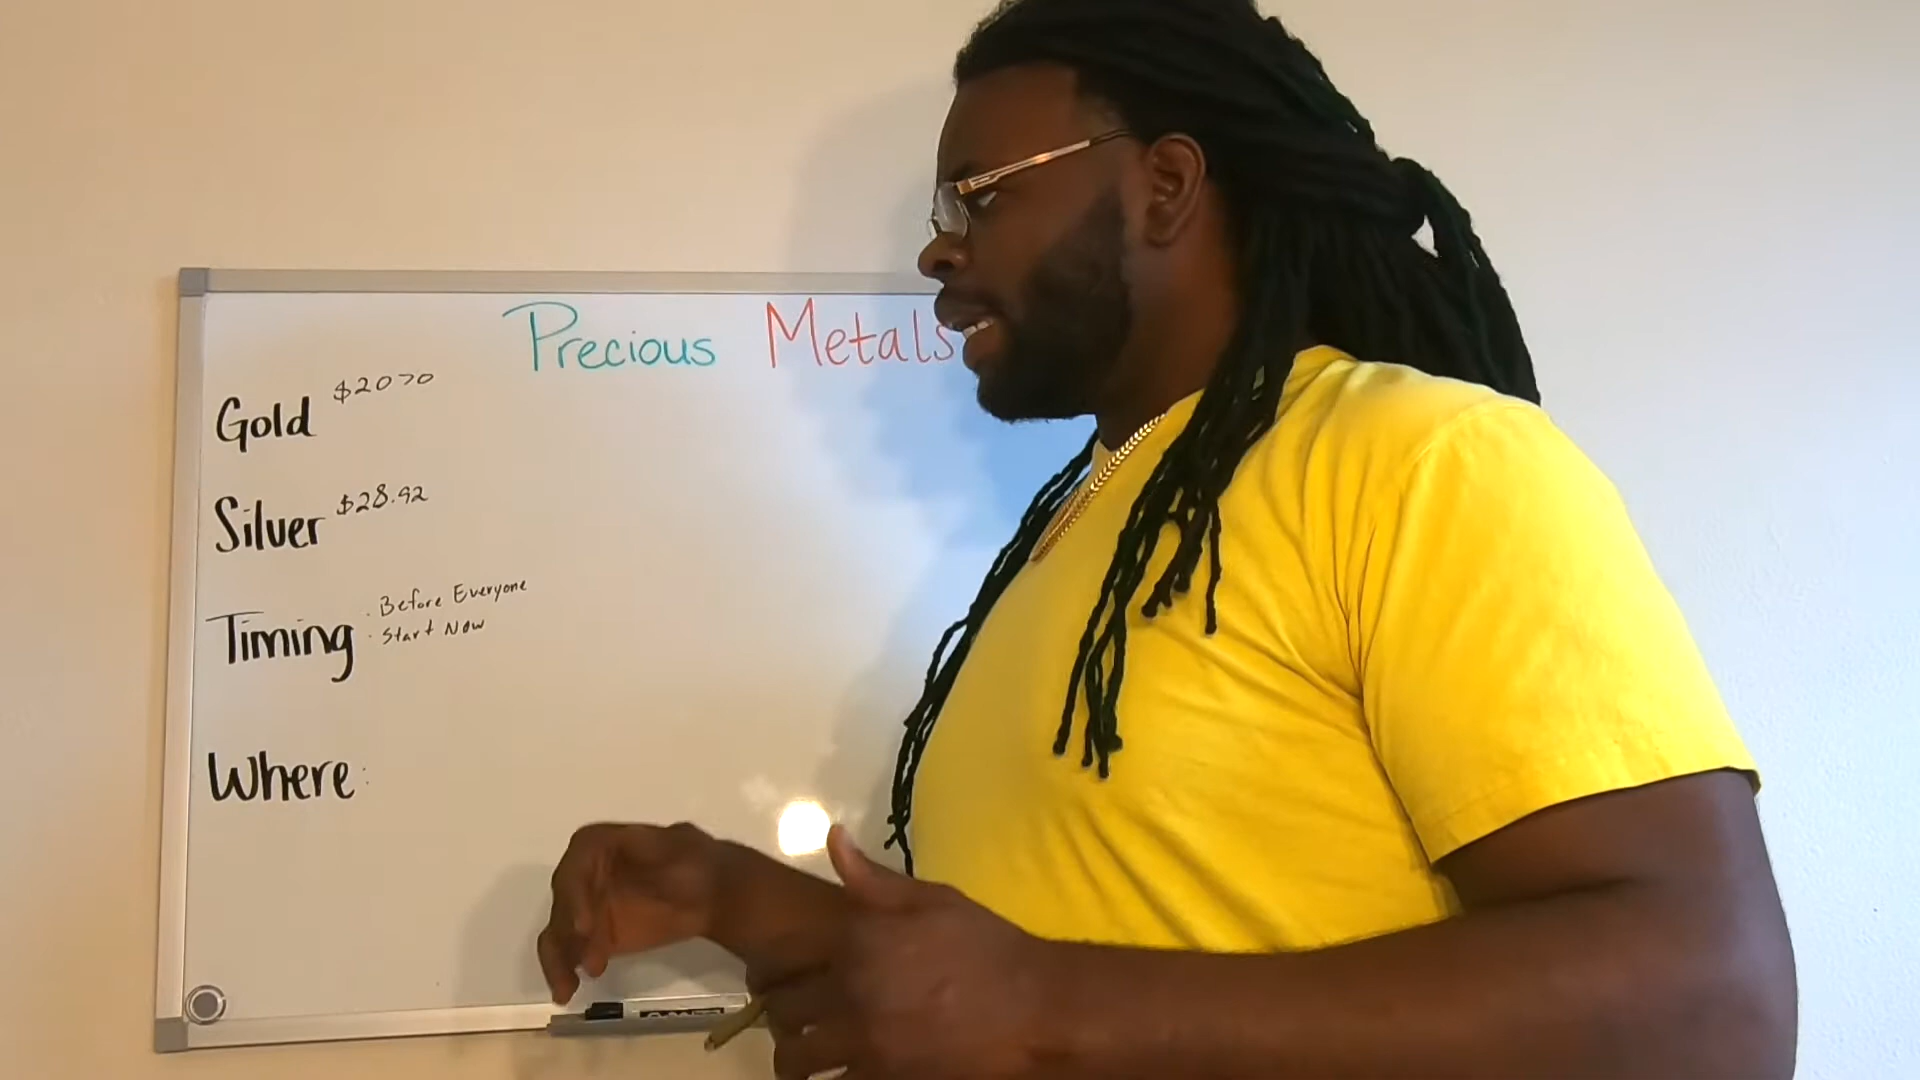 Precious Metals
Gold $2070
Silver $28.92
Timing · Before Everyone
· Start Now
Where: